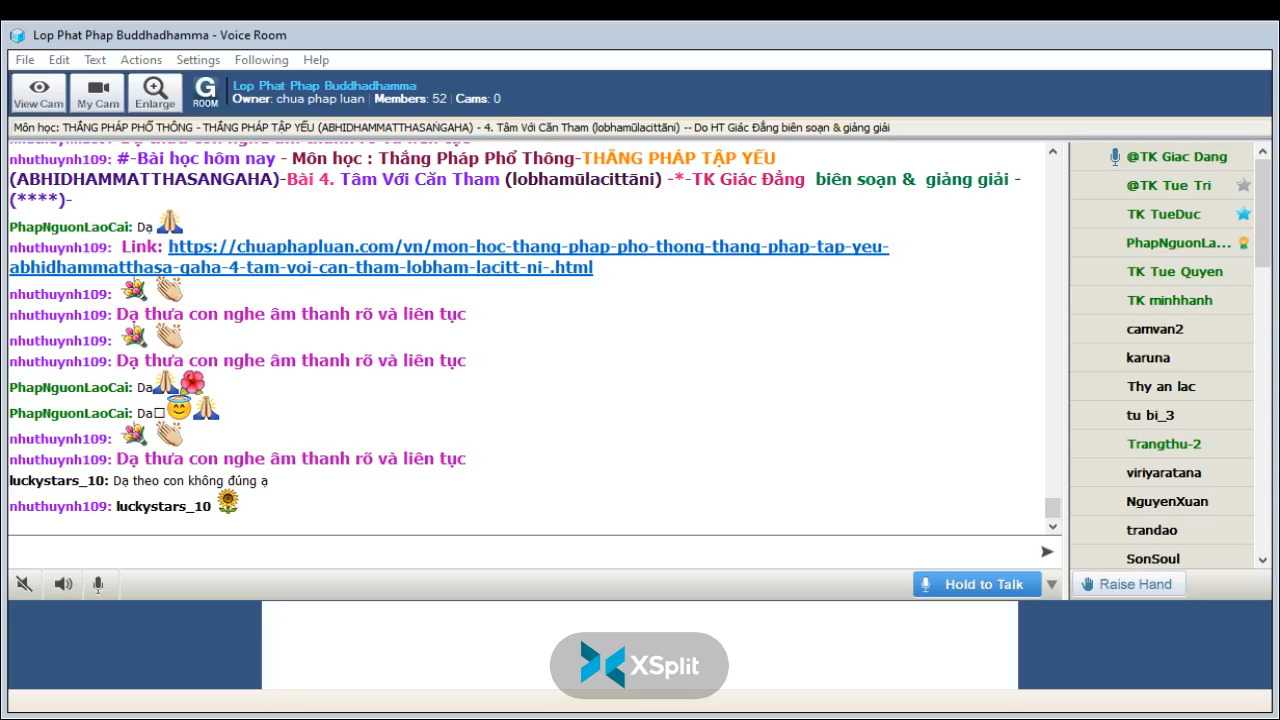 Lop Phat Phap Buddhadhamma - Voice Room
File Edit Text Actions Settings Following Help
View Cam My Cam Enlarge G ROOM
Lop Phat Phap Buddhadhamma
Owner: chua phap luan | Members: 52 | Cams: 0
Môn học: THẮNG PHÁP PHỔ THÔNG - THẮNG PHÁP TẬP YẾU (ABHIDHAMMATTHASAṄGAHA) - 4. Tâm Với Căn Tham (lobhamūlacittāni) -- Do HT Giác Đẳng biên soạn & giảng giải
nhuthuynh109: #-Bài học hôm nay - Môn học : Thắng Pháp Phổ Thông-THẮNG PHÁP TẬP YẾU
(ABHIDHAMMATTHASANGAHA)-Bài 4. Tâm Với Căn Tham (lobhamūlacittāni) -*-TK Giác Đẳng biên soạn & giảng giải -
(****)-
PhapNguonLaoCai: Dạ
nhuthuynh109: Link: https://chuaphapluan.com/vn/mon-hoc-thang-phap-pho-thong-thang-phap-tap-yeu-
abhidhammatthasa-gaha-4-tam-voi-can-tham-lobham-lacitt-ni-.html
nhuthuynh109:
nhuthuynh109: Dạ thưa con nghe âm thanh rõ và liên tục
nhuthuynh109:
nhuthuynh109: Dạ thưa con nghe âm thanh rõ và liên tục
PhapNguonLaoCai: Da
PhapNguonLaoCai: Da
nhuthuynh109:
nhuthuynh109: Dạ thưa con nghe âm thanh rõ và liên tục
luckystars_10: Dạ theo con không đúng ạ
nhuthuynh109: luckystars_10
@TK Giac Dang
@TK Tue Tri
TK TueDuc
PhapNguonLa...
TK Tue Quyen
TK minhhanh
camvan2
karuna
Thy an lac
tu bi_3
Trangthu-2
viriyaratana
NguyenXuan
trandao
SonSoul
Hold to Talk
Raise Hand
XSplit